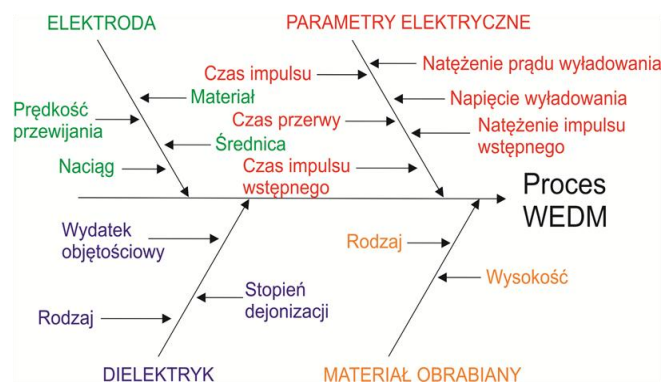 ELEKTRODA
PARAMETRY ELEKTRYCZNE
Czas impulsu
Natężenie prądu wyładowania
Materiał
Napięcie wyładowania
Prędkość
przewijania
Czas przerwy
Natężenie impulsu
wstępnego
Średnica
Naciąg
Czas impulsu
wstępnego
Proces
WEDM
Wydatek
objętościowy
Rodzaj
Wysokość
Stopień
dejonizacji
Rodzaj
DIELEKTRYK
MATERIAŁ OBRABIANY